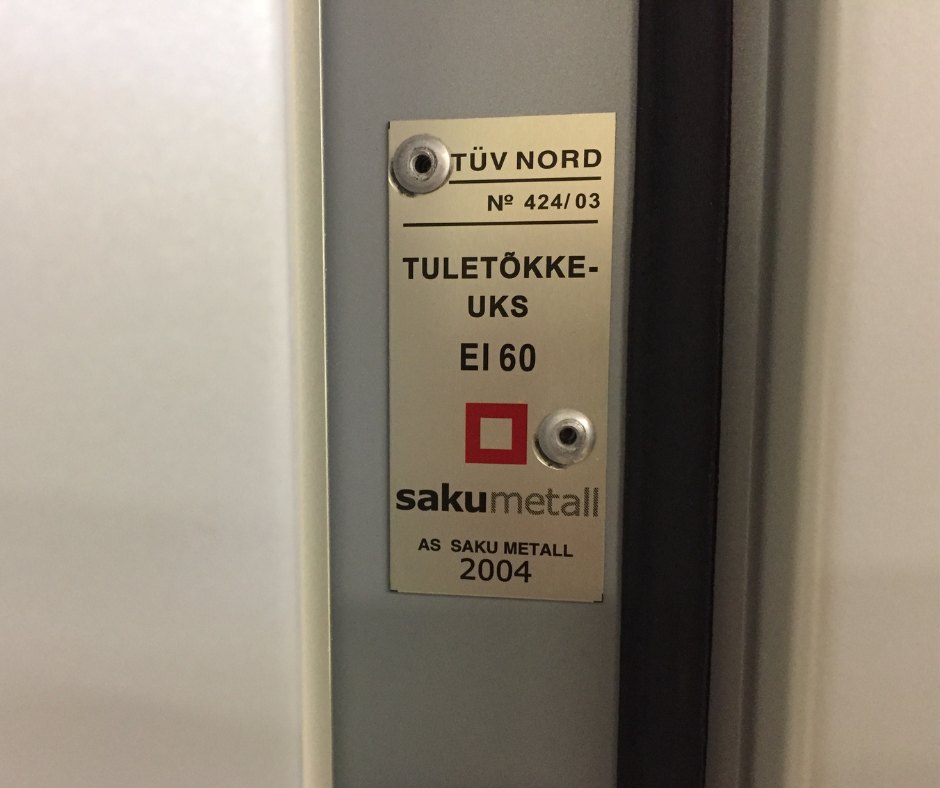 TÜV NORD
Nº 424/03
TULETÕKKE-
UKS
EI 60
sakumetall
AS SAKU METALL
2004